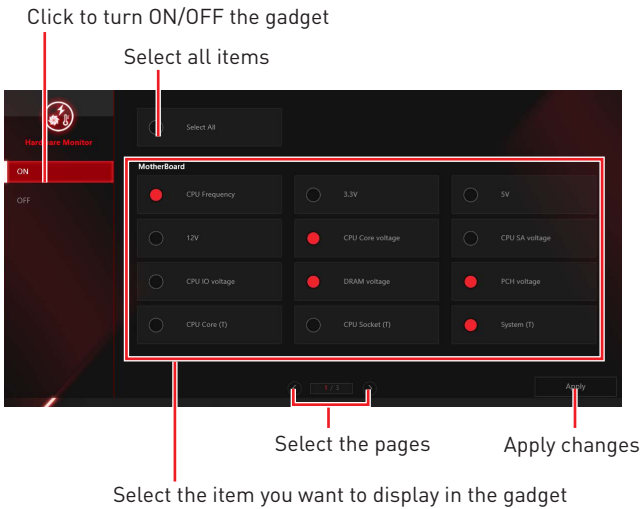 Click to turn ON/OFF the gadget
Select all items
Hardware Monitor
Select All
ON
OFF
MotherBoard
CPU Frequency
3.3V
5V
12V
CPU Core voltage
CPU SA voltage
CPU IO voltage
DRAM voltage
PCH voltage
CPU Core (T)
CPU Socket (T)
System (T)
1 / 3
Apply
Select the pages
Apply changes
Select the item you want to display in the gadget